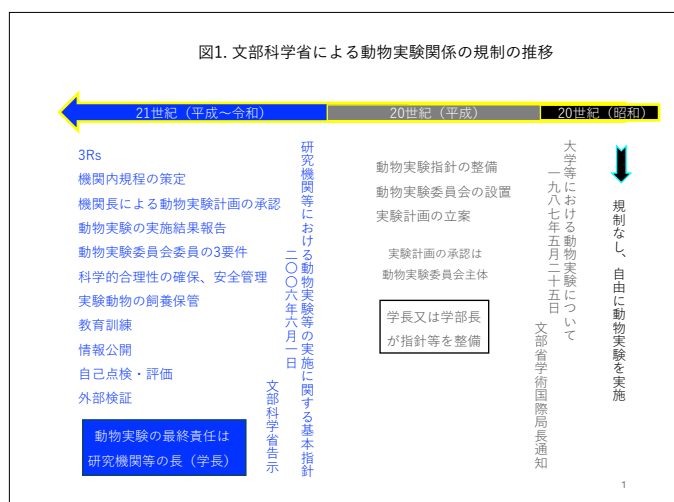 図1. 文部科学省による動物実験関係の規制の推移
21世紀（平成〜令和）
20世紀（平成）
20世紀（昭和）
3Rs
機関内規程の策定
機関長による動物実験計画の承認
動物実験の実施結果報告
動物実験委員会委員の3要件
科学的合理性の確保、安全管理
実験動物の飼養保管
教育訓練
情報公開
自己点検・評価
外部検証
動物実験の最終責任は
研究機関等の長（学長）
研究機関等における動物実験等の実施に関する基本指針
二〇〇六年六月一日
文部科学省告示
動物実験指針の整備
動物実験委員会の設置
実験計画の立案
実験計画の承認は
動物実験委員会主体
学長又は学部長
が指針等を整備
大学等における動物実験について
一九八七年五月二十五日
文部省学術国際局長通知
規制なし、自由に動物実験を実施
1